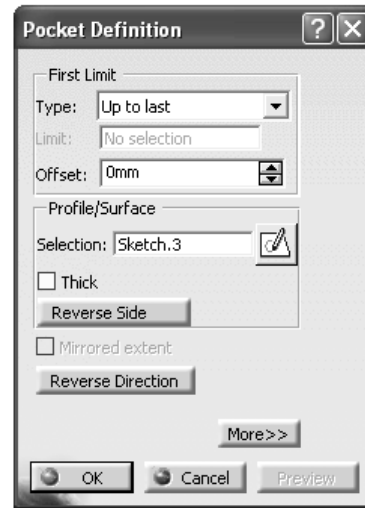 Pocket Definition ? X
First Limit
Type: Up to last
Limit: No selection
Offset: 0mm
Profile/Surface
Selection: Sketch.3
Thick
Reverse Side
Mirrored extent
Reverse Direction
More>>
OK Cancel Preview